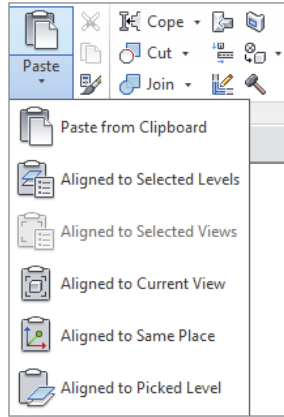 Cope
Cut
Paste
Join
Paste from Clipboard
Aligned to Selected Levels
Aligned to Selected Views
Aligned to Current View
Aligned to Same Place
Aligned to Picked Level